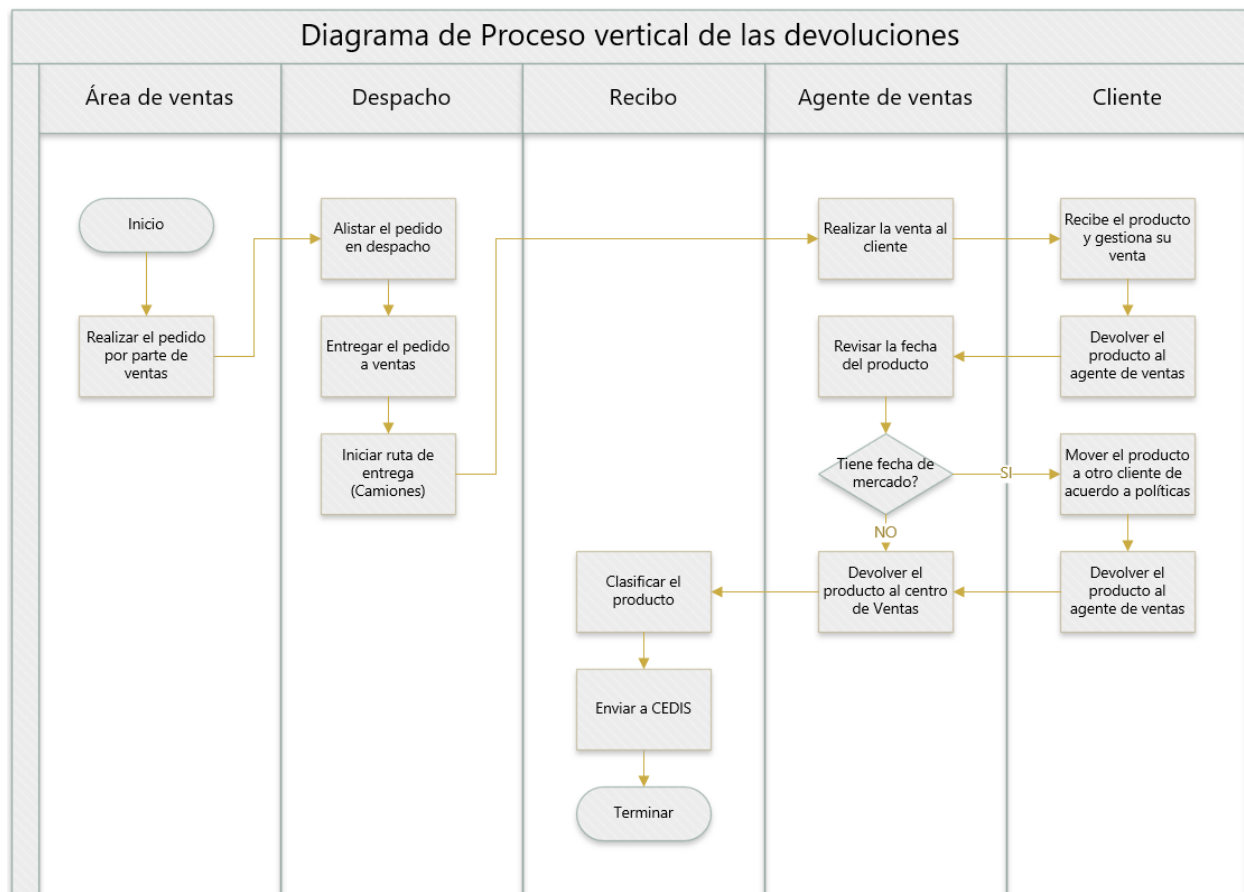 Diagrama de Proceso vertical de las devoluciones
Área de ventas
Despacho
Recibo
Agente de ventas
Cliente
Inicio
Realizar el pedido
por parte de
ventas
Alistar el pedido
en despacho
Entregar el pedido
a ventas
Iniciar ruta de
entrega
(Camiones)
Realizar la venta al
cliente
Recibe el producto
y gestiona su
venta
Devolver el
producto al
agente de ventas
Revisar la fecha
del producto
Tiene fecha de
mercado?
SI
Mover el producto
a otro cliente de
acuerdo a políticas
Devolver el
producto al
agente de ventas
NO
Devolver el
producto al centro
de Ventas
Clasificar el
producto
Enviar a CEDIS
Terminar